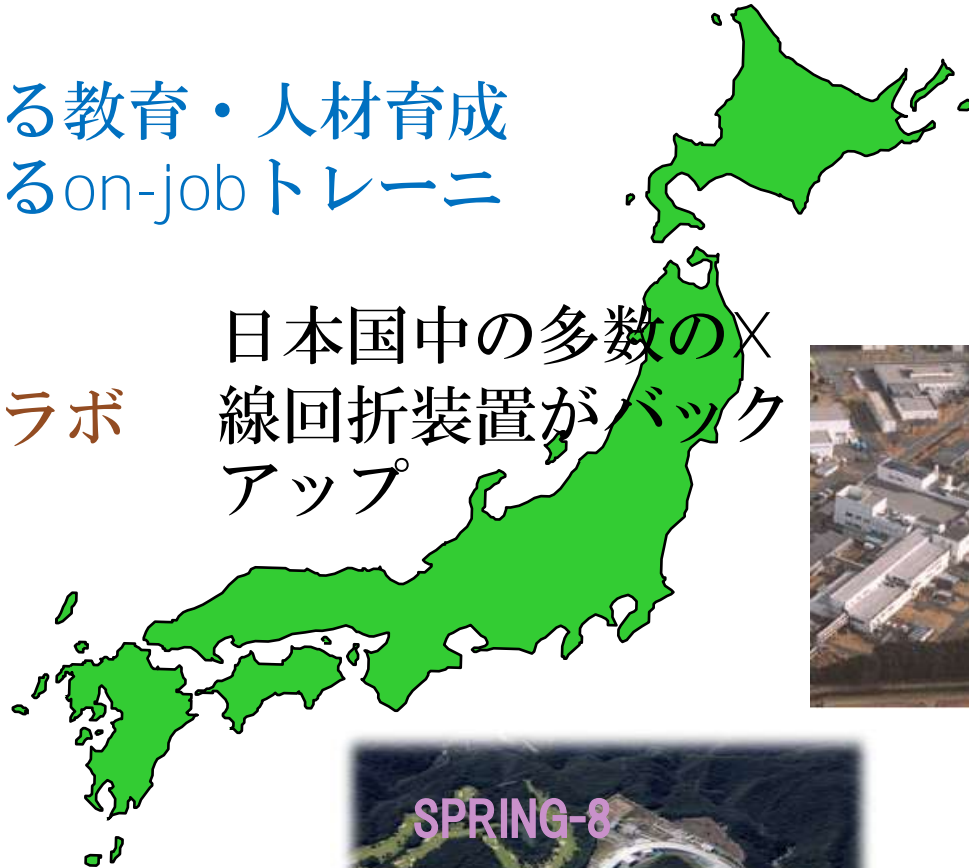 る教育・人材育成
るon-jobトレーニ
日本国中の多数のX
線回折装置がバック
アップ
ラボ
SPRING-8